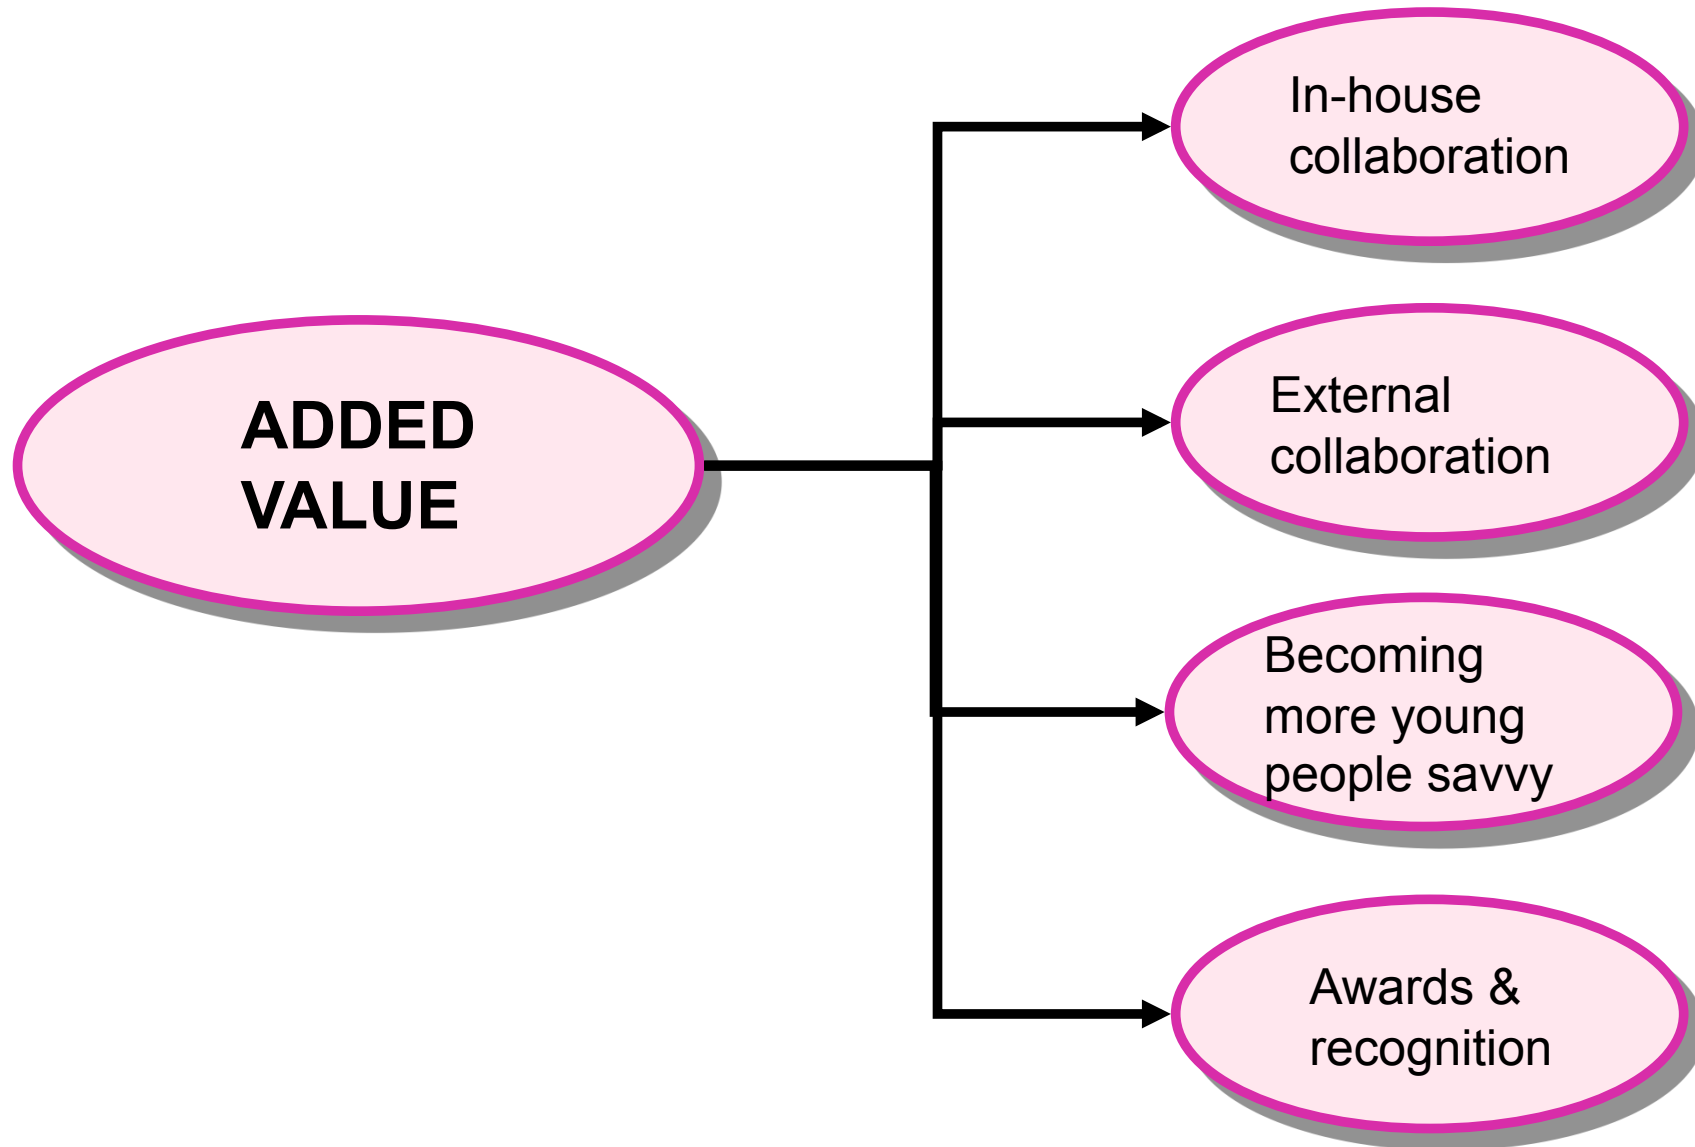 ADDED
VALUE
In-house
collaboration
External
collaboration
Becoming
more young
people savvy
Awards &
recognition